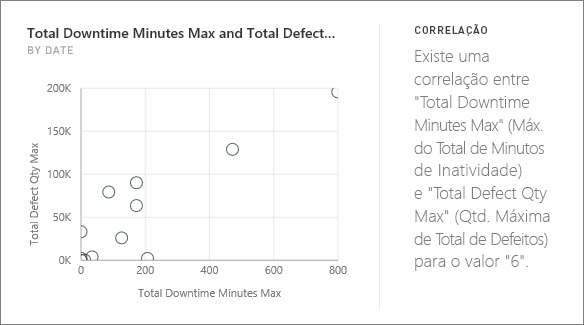 Total Downtime Minutes Max and Total Defect...
BY DATE
200K
150K
100K
50K
0K
0
200
400
600
800
Total Defect Qty Max
Total Downtime Minutes Max
CORRELAÇÃO
Existe uma
correlação entre
"Total Downtime
Minutes Max" (Máx.
do Total de Minutos
de Inatividade)
e "Total Defect Qty
Max" (Qtd. Máxima
de Total de Defeitos)
para o valor "6".